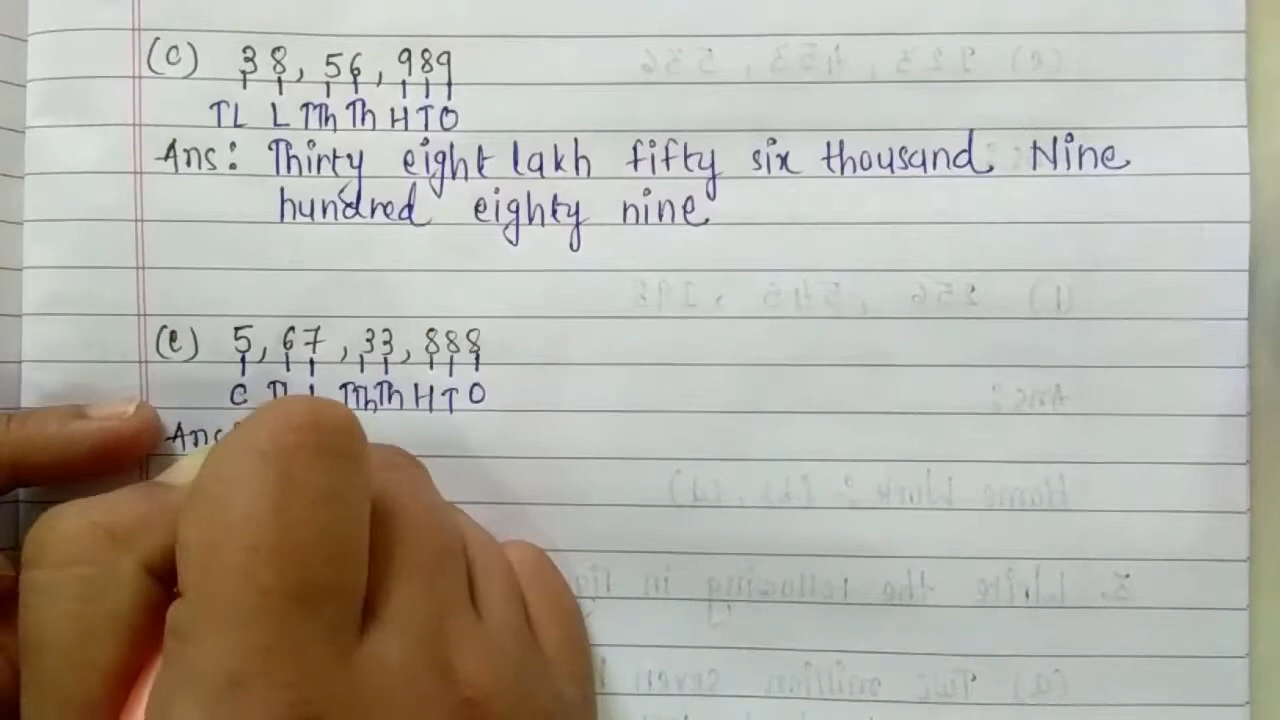 (c) 38, 56, 989
TL L TTh Th H T O
Ans: Thirty eight lakh fifty six thousand Nine
hundred eighty nine
(e) 5, 67, 33, 888
C TTh Th H T O
Ans